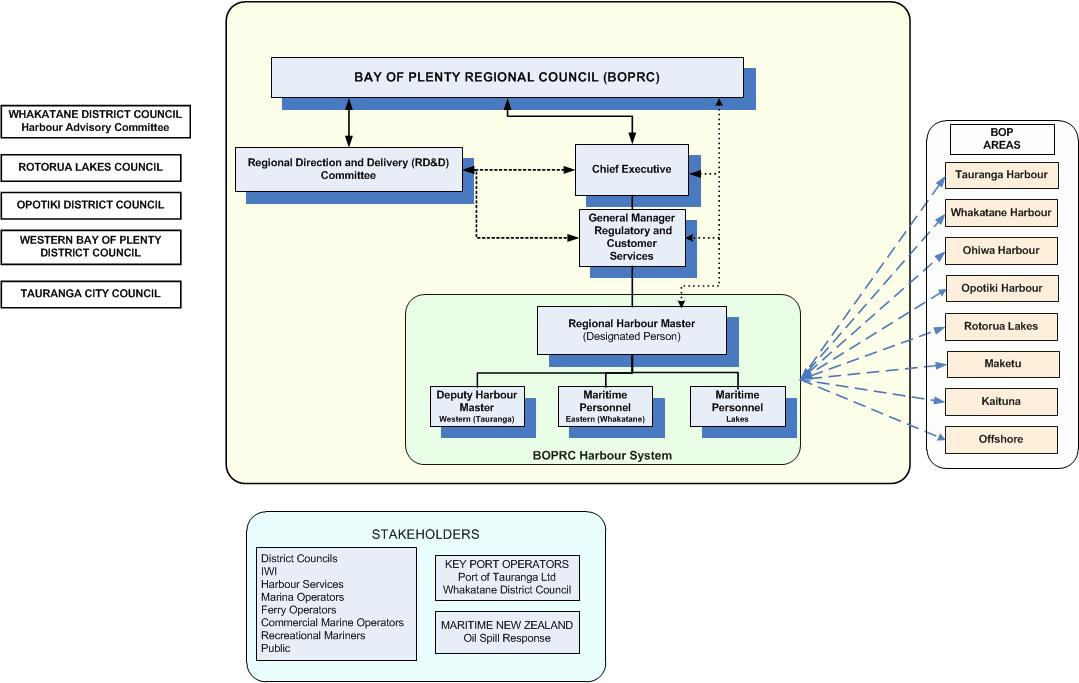 BAY OF PLENTY REGIONAL COUNCIL (BOPRC)
WHAKATANE DISTRICT COUNCIL
Harbour Advisory Committee
ROTORUA LAKES COUNCIL
OPOTIKI DISTRICT COUNCIL
WESTERN BAY OF PLENTY
DISTRICT COUNCIL
TAURANGA CITY COUNCIL
Regional Direction and Delivery (RD&D)
Committee
Chief Executive
General Manager
Regulatory and
Customer
Services
Regional Harbour Master
(Designated Person)
Deputy Harbour
Master
Western (Tauranga)
Maritime
Personnel
Eastern (Whakatane)
Maritime
Personnel
Lakes
BOPRC Harbour System
BOP
AREAS
Tauranga Harbour
Whakatane Harbour
Ohiwa Harbour
Opotiki Harbour
Rotorua Lakes
Maketu
Kaituna
Offshore
STAKEHOLDERS
District Councils
IWI
Harbour Services
Marina Operators
Ferry Operators
Commercial Marine Operators
Recreational Mariners
Public
KEY PORT OPERATORS
Port of Tauranga Ltd
Whakatane District Council
MARITIME NEW ZEALAND
Oil Spill Response